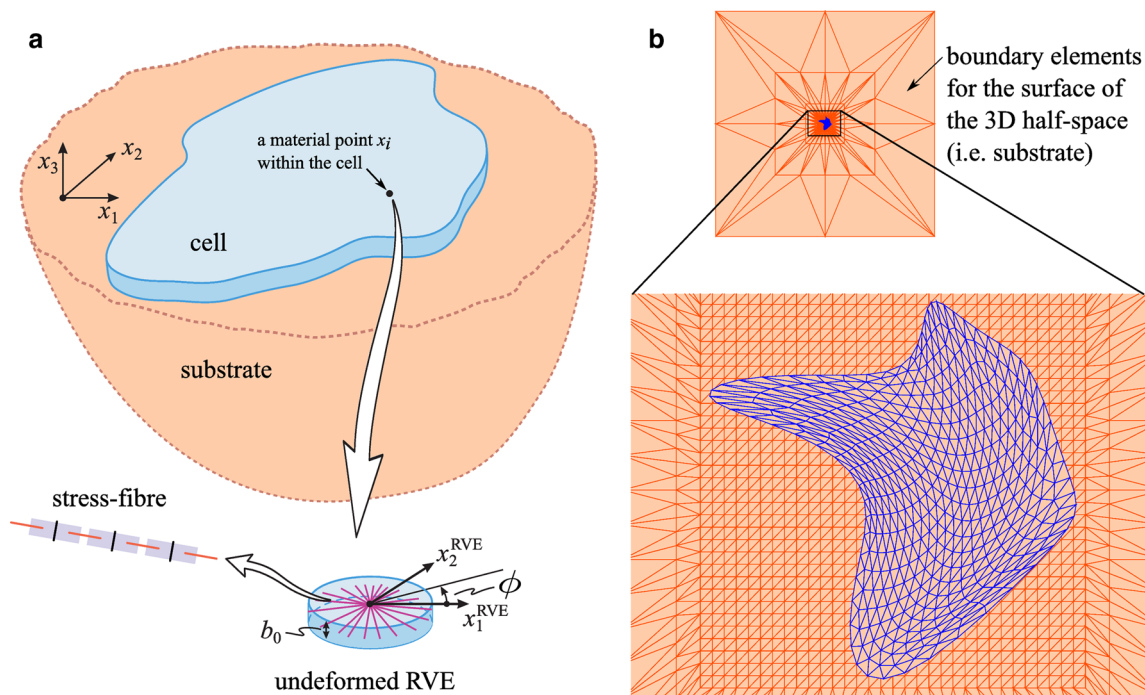 a
x₃
x₂
x₁
a material point xᵢ
within the cell
cell
substrate
stress-fibre
x₂ᴿⱽᴱ
ϕ
x₁ᴿⱽᴱ
b₀
undeformed RVE
b
boundary elements
for the surface of
the 3D half-space
(i.e. substrate)